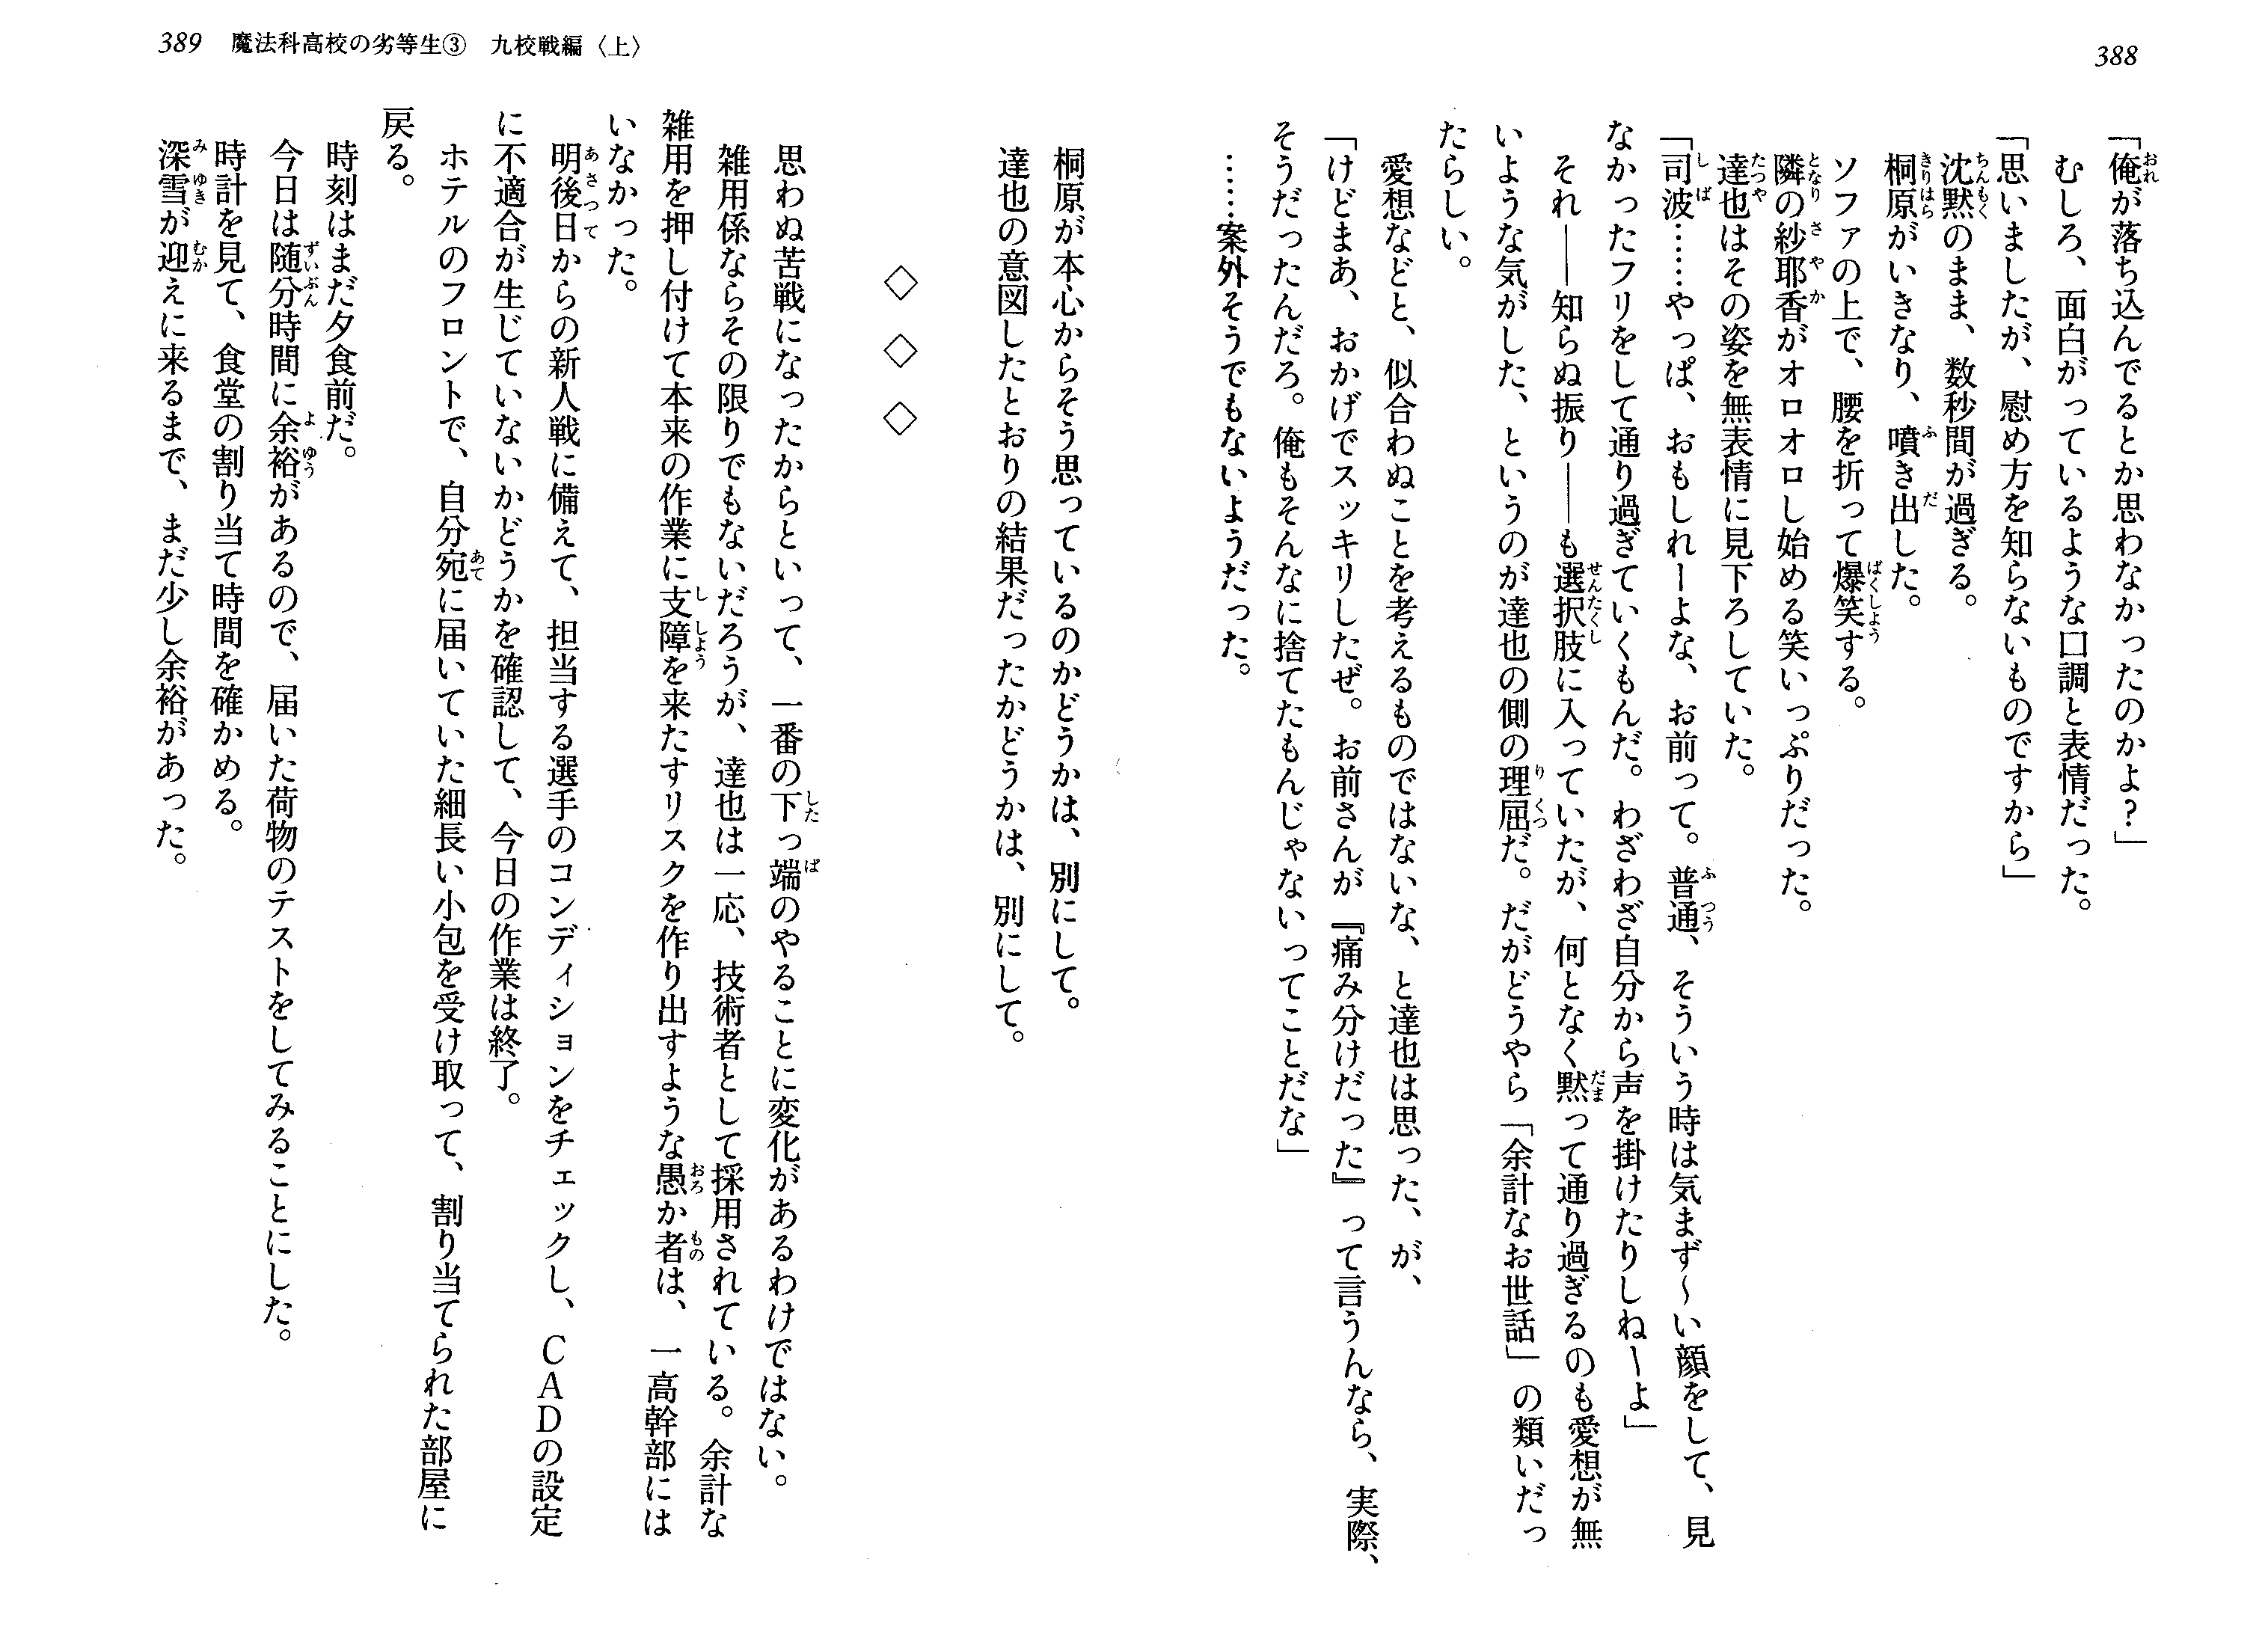 388
「俺が落ち込んでるとか思わなかったのかよ?」
むしろ、面白がっているような口調と表情だった。
「思いましたが、慰め方を知らないものですから」
沈黙のまま、数秒間が過ぎる。
桐原がいきなり、噴き出した。
ソファの上で、腰を折って爆笑する。
隣の紗耶香がオロオロし始める笑いっぷりだった。
達也はその姿を無表情に見下ろしていた。
「司波……やっぱ、おもしれーよな、お前って。普通、そういう時は気まず〜い顔をして、見
なかったフリをして通り過ぎていくもんだ。わざわざ自分から声を掛けたりしねーよ」
それ――知らぬ振り――も選択肢に入っていたが、何となく黙って通り過ぎるのも愛想が無
いような気がした、というのが達也の側の理屈だ。だがどうやら「余計なお世話」の類いだっ
たらしい。
愛想などと、似合わぬことを考えるものではないな、と達也は思った、が、
「けどまあ、おかげでスッキリしたぜ。お前さんが『痛み分けだった』って言うんなら、実際、
そうだったんだろ。俺もそんなに捨てたもんじゃないってことだな」
……案外そうでもないようだった。
桐原が本心からそう思っているのかどうかは、別にして。
達也の意図したとおりの結果だったかどうかは、別にして。
389 魔法科高校の劣等生③ 九校戦編〈上〉
◇ ◇ ◇
思わぬ苦戦になったからといって、一番の下っ端のやることに変化があるわけではない。
雑用係ならその限りでもないだろうが、達也は一応、技術者として採用されている。余計な
雑用を押し付けて本来の作業に支障を来たすリスクを作り出すような愚か者は、一高幹部には
いなかった。
明後日からの新人戦に備えて、担当する選手のコンディションをチェックし、CADの設定
に不適合が生じていないかどうかを確認して、今日の作業は終了。
ホテルのフロントで、自分宛に届いていた細長い小包を受け取って、割り当てられた部屋に
戻る。
時刻はまだ夕食前だ。
今日は随分時間に余裕があるので、届いた荷物のテストをしてみることにした。
時計を見て、食堂の割り当て時間を確かめる。
深雪が迎えに来るまで、まだ少し余裕があった。